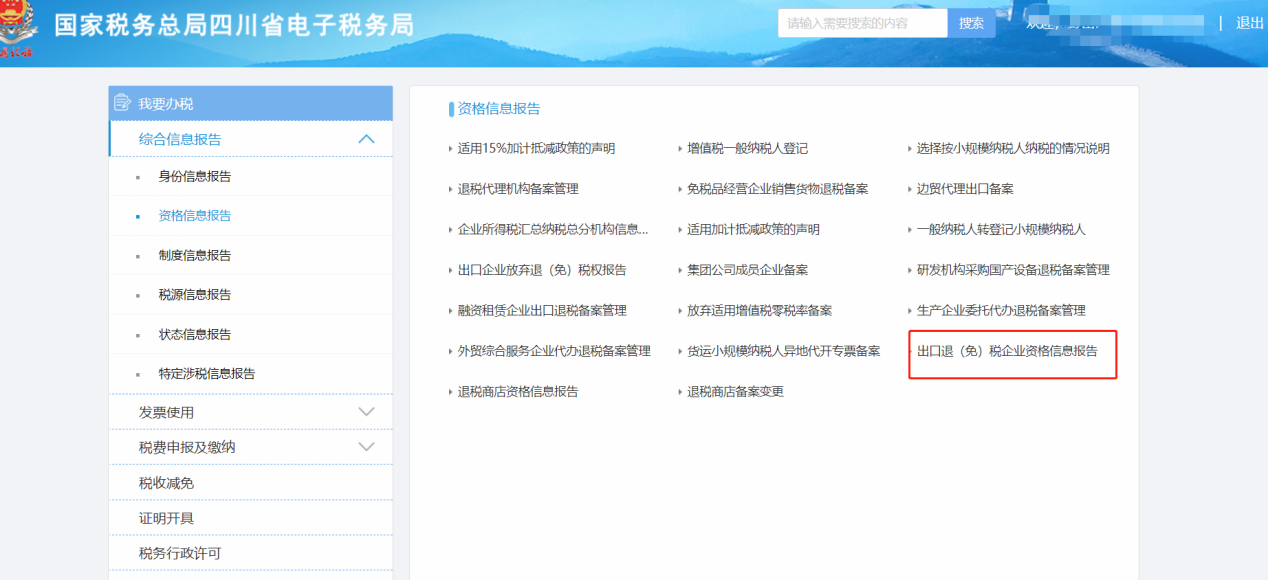 国家税务总局四川省电子税务局
请输入需要搜索的内容
搜索
| 退出
我要办税
综合信息报告
身份信息报告
资格信息报告
制度信息报告
税源信息报告
状态信息报告
特定涉税信息报告
发票使用
税费申报及缴纳
税收减免
证明开具
税务行政许可
资格信息报告
适用15%加计抵减政策的声明
增值税一般纳税人登记
选择按小规模纳税人纳税的情况说明
退税代理机构备案管理
免税品经营企业销售货物退税备案
边贸代理出口备案
企业所得税汇总纳税总分机构信息...
适用加计抵减政策的声明
一般纳税人转登记小规模纳税人
出口企业放弃退（免）税权报告
集团公司成员企业备案
研发机构采购国产设备退税备案管理
融资租赁企业出口退税备案管理
放弃适用增值税零税率备案
生产企业委托代办退税备案管理
外贸综合服务企业代办退税备案管理
货运小规模纳税人异地代开专票备案
出口退（免）税企业资格信息报告
退税商店资格信息报告
退税商店备案变更